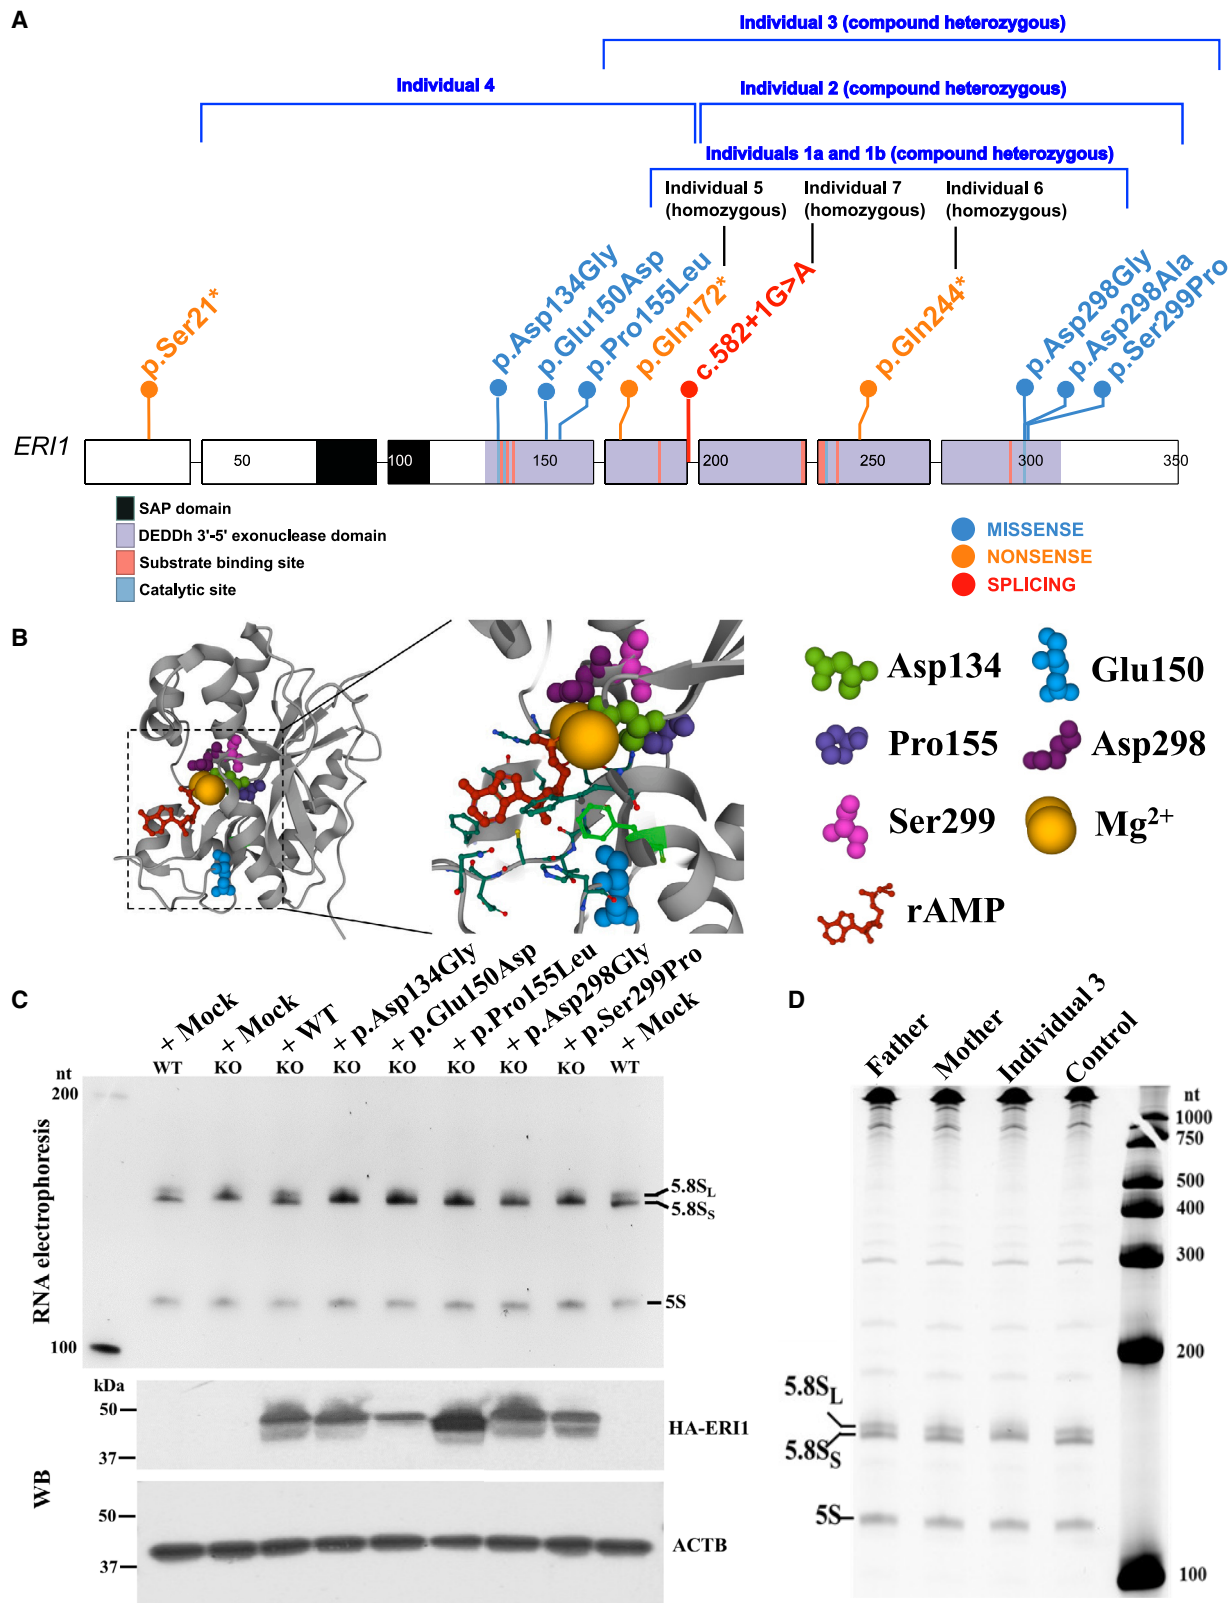 A
Individual 3 (compound heterozygous)
Individual 4
Individual 2 (compound heterozygous)
Individuals 1a and 1b (compound heterozygous)
Individual 5
(homozygous)
Individual 7
(homozygous)
Individual 6
(homozygous)
p.Ser21*
p.Asp134Gly
p.Glu150Asp
p.Pro155Leu
p.Gln172*
c.582+1G>A
p.Gln244*
p.Asp298Gly
p.Asp298Ala
p.Ser299Pro
ERI1
50
100
150
200
250
300
350
SAP domain
DEDDh 3'-5' exonuclease domain
Substrate binding site
Catalytic site
MISSENSE
NONSENSE
SPLICING
B
Asp134
Glu150
Pro155
Asp298
Ser299
Mg2+
rAMP
C
+ Mock
+ Mock
+ WT
+ p.Asp134Gly
+ p.Glu150Asp
+ p.Pro155Leu
+ p.Asp298Gly
+ p.Ser299Pro
+ Mock
WT KO KO KO KO KO KO KO WT
nt
200
100
RNA electrophoresis
5.8SL
5.8SS
5S
kDa
50
37
HA-ERI1
WB
50
37
ACTB
D
Father
Mother
Individual 3
Control
nt
1000
750
500
400
300
200
100
5.8SL
5.8SS
5S